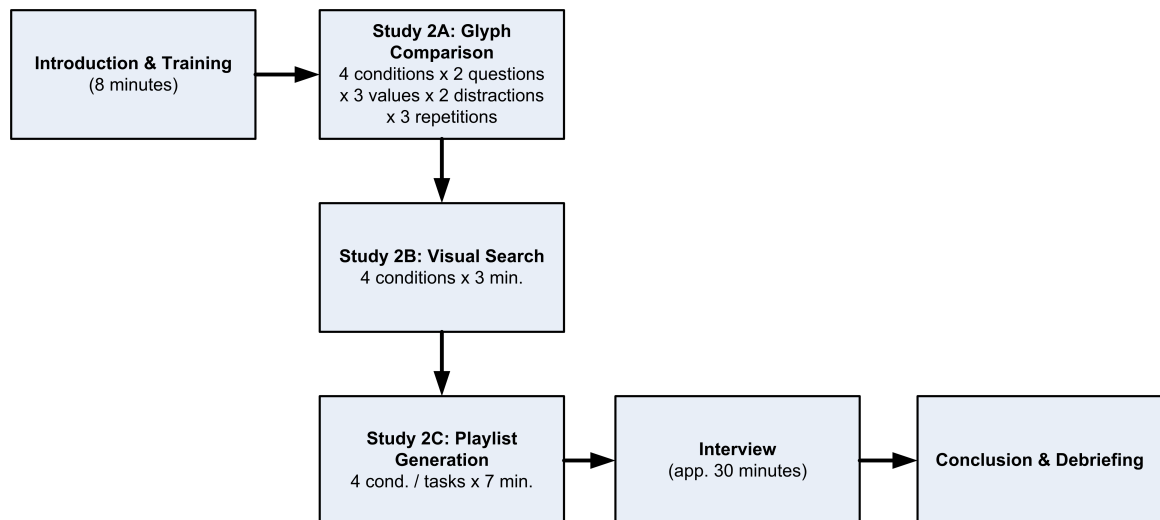 Introduction & Training
(8 minutes)
Study 2A: Glyph
Comparison
4 conditions x 2 questions
x 3 values x 2 distractions
x 3 repetitions
Study 2B: Visual Search
4 conditions x 3 min.
Study 2C: Playlist
Generation
4 cond. / tasks x 7 min.
Interview
(app. 30 minutes)
Conclusion & Debriefing